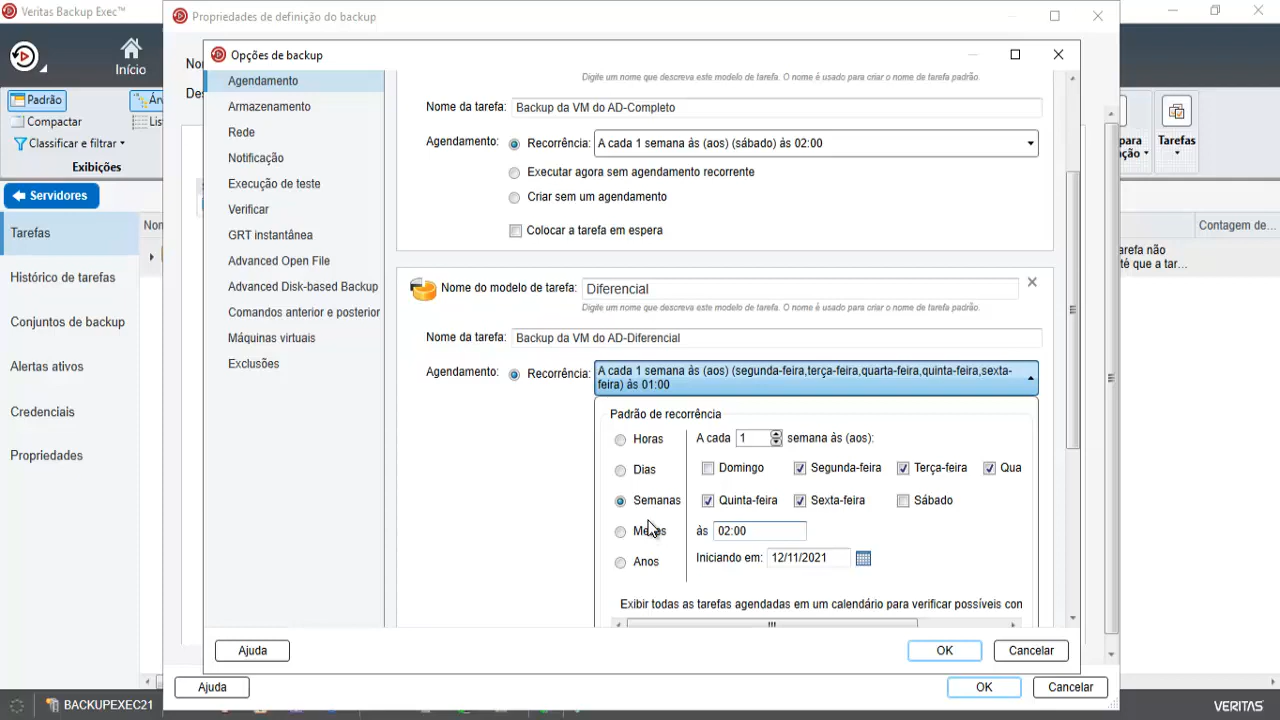 Veritas Backup Exec™
Propriedades de definição do backup
Início
Opções de backup
Padrão
Compactar
Classificar e filtrar
Exibições
Servidores
Tarefas
Histórico de tarefas
Conjuntos de backup
Alertas ativos
Credenciais
Propriedades
Agendamento
Armazenamento
Rede
Notificação
Execução de teste
Verificar
GRT instantânea
Advanced Open File
Advanced Disk-based Backup
Comandos anterior e posterior
Máquinas virtuais
Exclusões
Digite um nome que descreva este modelo de tarefa. O nome é usado para criar o nome de tarefa padrão.
Nome da tarefa: Backup da VM do AD-Completo
Agendamento: Recorrência: A cada 1 semana às (aos) (sábado) às 02:00
Executar agora sem agendamento recorrente
Criar sem um agendamento
Colocar a tarefa em espera
Nome do modelo de tarefa: Diferencial
Digite um nome que descreva este modelo de tarefa. O nome é usado para criar o nome de tarefa padrão.
Nome da tarefa: Backup da VM do AD-Diferencial
Agendamento: Recorrência: A cada 1 semana às (aos) (segunda-feira,terça-feira,quarta-feira,quinta-feira,sexta-
feira) às 01:00
Padrão de recorrência
Horas
Dias
Semanas
Anos
A cada 1 semana às (aos):
Domingo Segunda-feira Terça-feira Qua
Quinta-feira Sexta-feira Sábado
às 02:00
Iniciando em: 12/11/2021
Exibir todas as tarefas agendadas em um calendário para verificar possíveis con
Ajuda OK Cancelar
Ajuda OK Cancelar
para
Tarefas
Contagem de...
arefa não
até que a tar...
BACKUPEXEC21
VERITAS